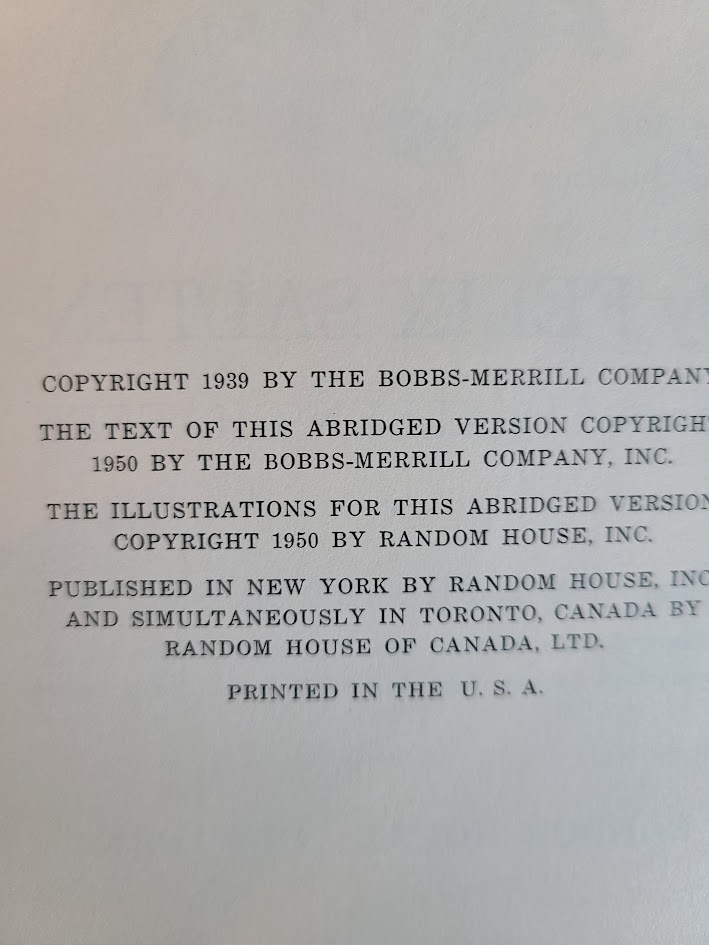 COPYRIGHT 1939 BY THE BOBBS-MERRILL COMPANY
THE TEXT OF THIS ABRIDGED VERSION COPYRIGHT
1950 BY THE BOBBS-MERRILL COMPANY, INC.
THE ILLUSTRATIONS FOR THIS ABRIDGED VERSION
COPYRIGHT 1950 BY RANDOM HOUSE, INC.
PUBLISHED IN NEW YORK BY RANDOM HOUSE, INC
AND SIMULTANEOUSLY IN TORONTO, CANADA BY
RANDOM HOUSE OF CANADA, LTD.
PRINTED IN THE U. S. A.